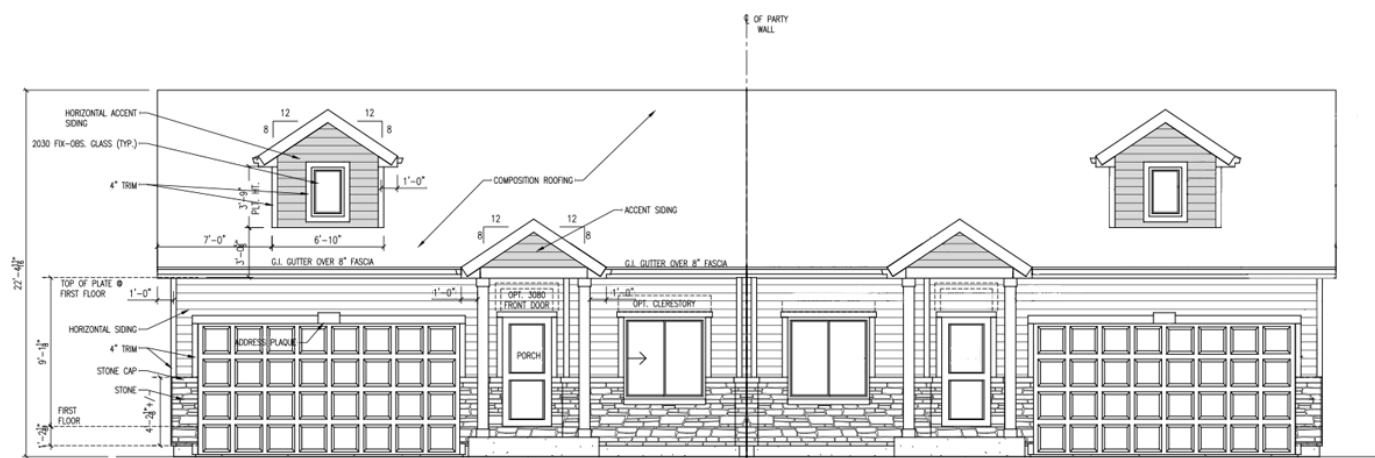 ℄ OF PARTY
WALL
HORIZONTAL ACCENT
SIDING
12
8
12
8
2030 FIX-OBS. GLASS (TYP.)
4" TRIM
3'-9"
PLT. HT.
1'-0"
COMPOSITION ROOFING
ACCENT SIDING
12
8
12
8
7'-0"
6'-10"
G.I. GUTTER OVER 8" FASCIA
G.I. GUTTER OVER 8" FASCIA
TOP OF PLATE @
FIRST FLOOR
1'-0"
1'-0"
1'-0"
OPT. 3080
FRONT DOOR
OPT. CLERESTORY
HORIZONTAL SIDING
ADDRESS PLAQUE
4" TRIM
PORCH
STONE CAP
STONE
FIRST
FLOOR